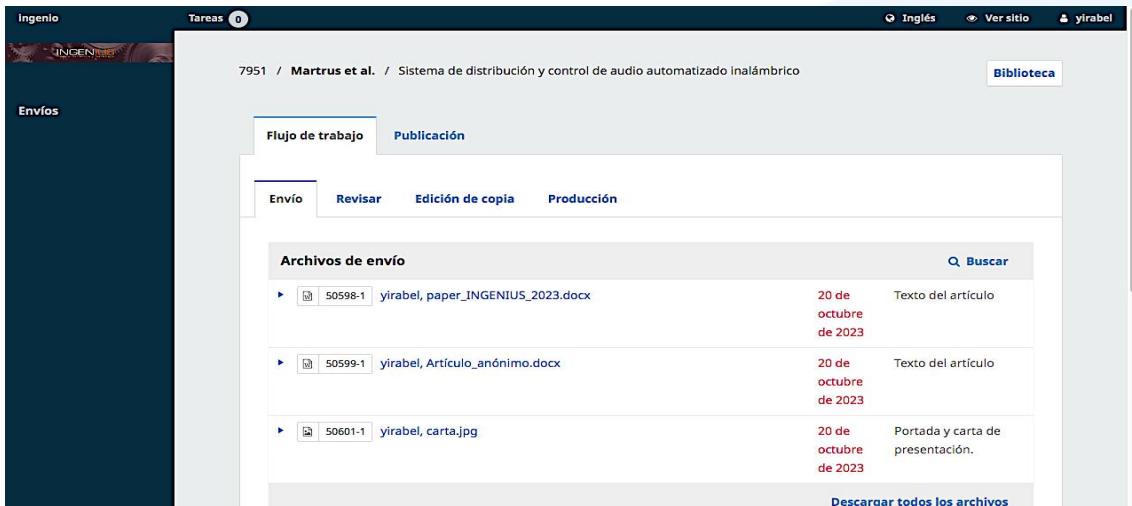 Ingenio Tareas 0 Inglés Ver sitio yirabel
INGENIUS
7951 / Martrus et al. / Sistema de distribución y control de audio automatizado inalámbrico
Biblioteca
Envíos
Flujo de trabajo Publicación
Envío Revisar Edición de copia Producción
Archivos de envío Buscar
50598-1 yirabel, paper_INGENIUS_2023.docx 20 de octubre de 2023 Texto del artículo
50599-1 yirabel, Artículo_anónimo.docx 20 de octubre de 2023 Texto del artículo
50601-1 yirabel, carta.jpg 20 de octubre de 2023 Portada y carta de presentación.
Descargar todos los archivos